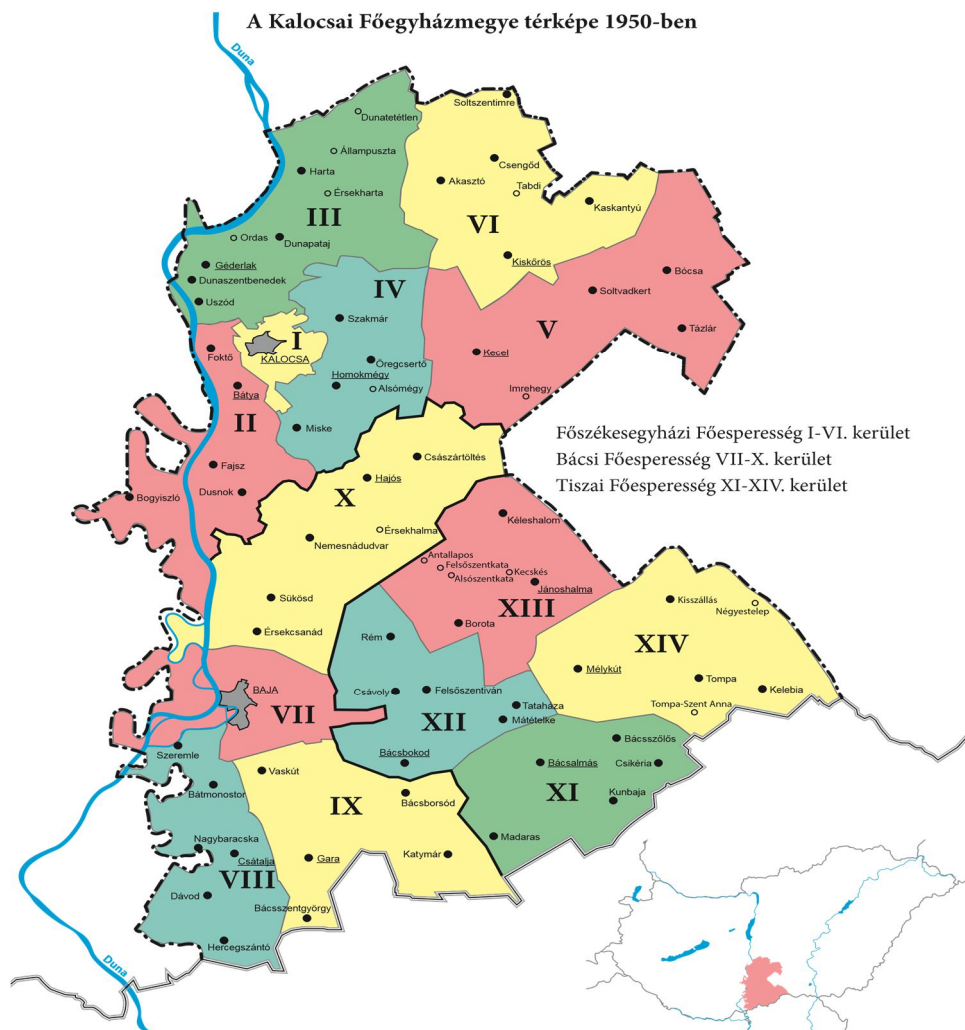 A Kalocsai Főegyházmegye térképe 1950-ben
Duna
Soltszentimre
Dunatetétlen
Állampuszta
Csengőd
Harta
Akasztó
Tabdi
Érsekharta
Kaskantyú
III
VI
Ordas
Dunapataj
Géderlak
Kiskőrös
Bócsa
Dunaszentbenedek
IV
Soltvadkert
Uszód
Szakmár
V
Tázlár
I
Foktő
KALOCSA
Kecel
Öregcsertő
Homokmégy
Bátya
Alsómégy
Imrehegy
II
Miske
Főszékesegyházi Főesperesség I-VI. kerület
Bácsi Főesperesség VII-X. kerület
Tiszai Főesperesség XI-XIV. kerület
Császártöltés
Fajsz
Hajós
Bogyiszló
Dusnok
X
Kéleshalom
Érsekhalma
Nemesnádudvar
Antallapos
Felsőszentkata
Kecskés
Alsószentkata
Jánoshalma
Sükösd
XIII
Kisszállás
Négyestelep
Borota
Érsekcsanád
Rém
XIV
Mélykút
Tompa
BAJA
Csávoly
Felsőszentiván
Kelebia
VII
XII
Tataháza
Tompa-Szent Anna
Mátételke
Szeremle
Bácsbokod
Bácsszőlős
Vaskút
Bácsalmás
Csikéria
Bátmonostor
IX
Bácsborsód
XI
Kunbaja
Nagybaracska
Madaras
Csátalja
Gara
Katymár
VIII
Dávod
Bácsszentgyörgy
Hercegszántó
Duna